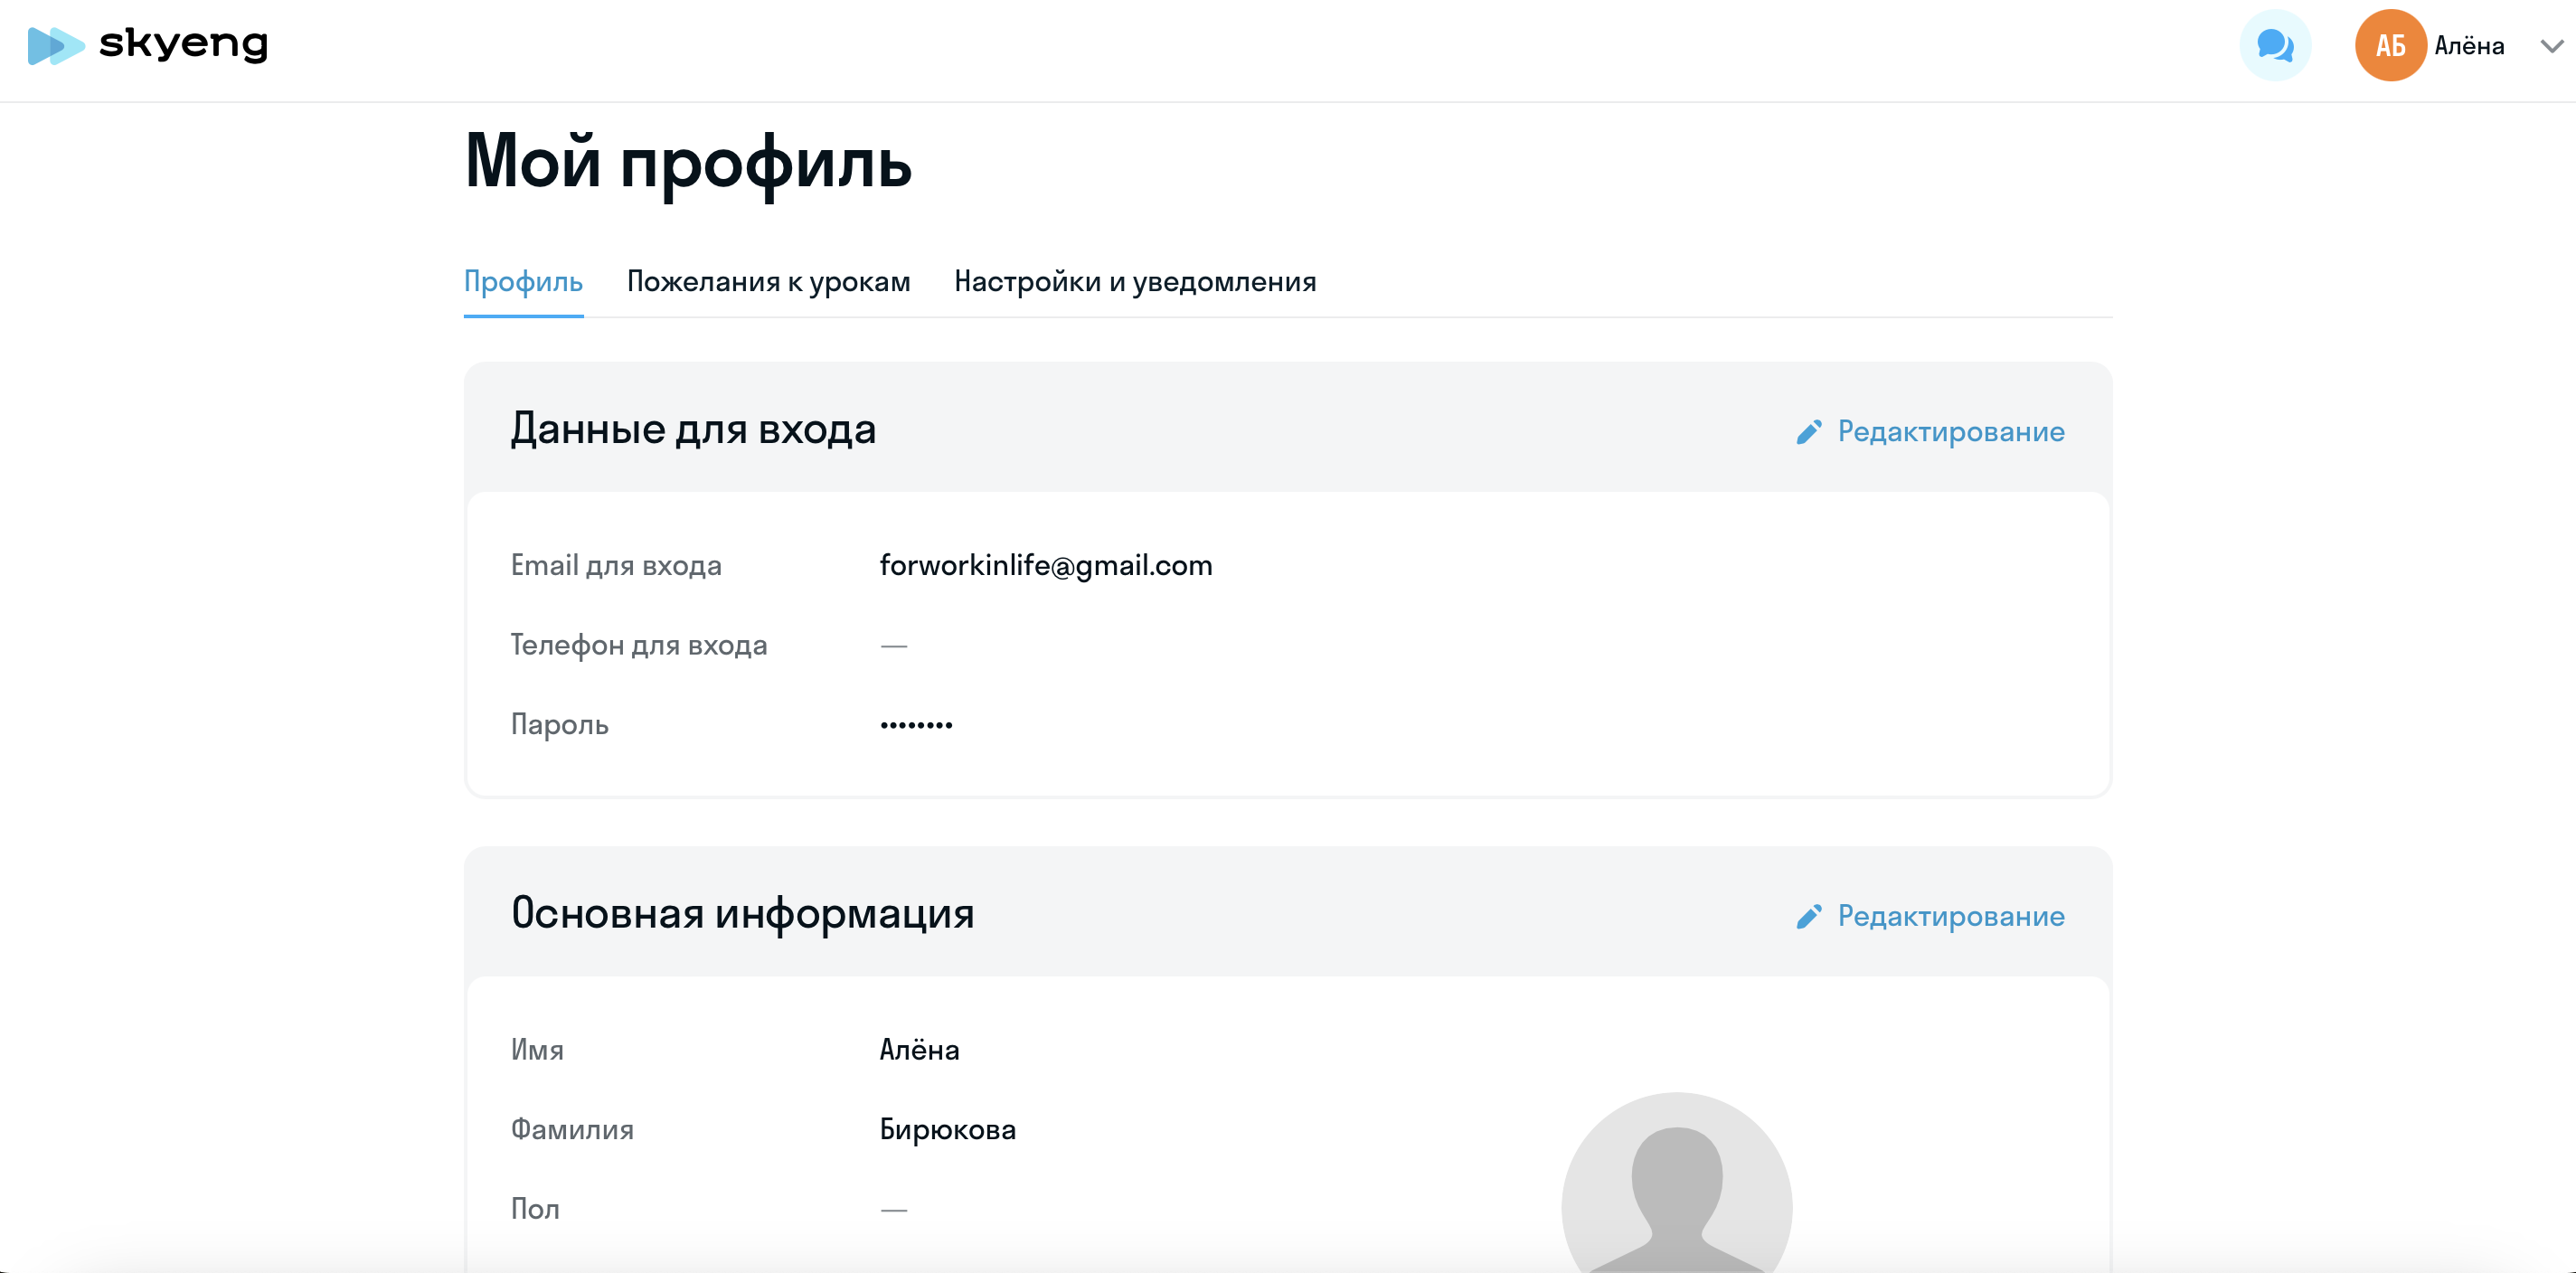 skyeng
АБ Алёна
Мой профиль
Профиль Пожелания к урокам Настройки и уведомления
Данные для входа Редактирование
Email для входа forworkinlife@gmail.com
Телефон для входа —
Пароль ••••••••
Основная информация Редактирование
Имя Алёна
Фамилия Бирюкова
Пол —